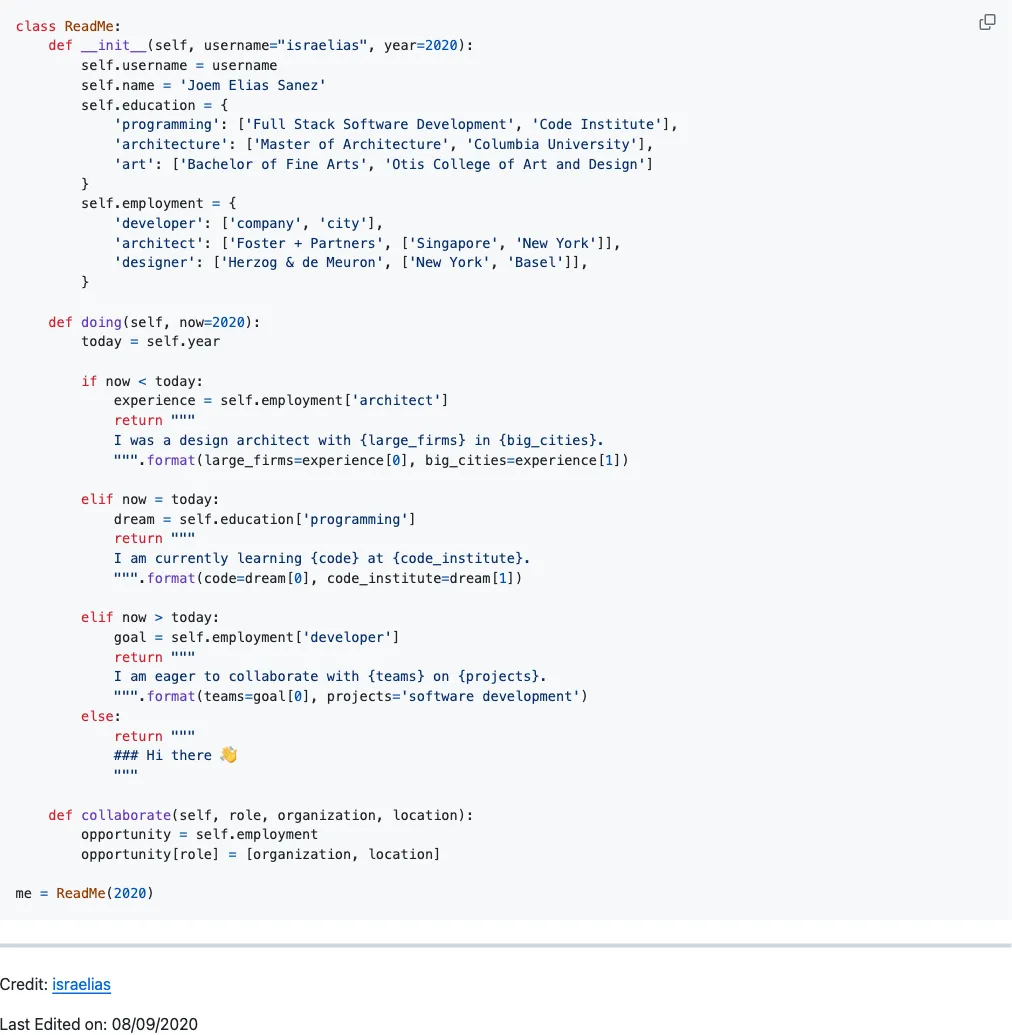 class ReadMe:
    def __init__(self, username="israelias", year=2020):
        self.username = username
        self.name = 'Joem Elias Sanez'
        self.education = {
            'programming': ['Full Stack Software Development', 'Code Institute'],
            'architecture': ['Master of Architecture', 'Columbia University'],
            'art': ['Bachelor of Fine Arts', 'Otis College of Art and Design']
        }
        self.employment = {
            'developer': ['company', 'city'],
            'architect': ['Foster + Partners', ['Singapore', 'New York']],
            'designer': ['Herzog & de Meuron', ['New York', 'Basel']],
        }

    def doing(self, now=2020):
        today = self.year

        if now < today:
            experience = self.employment['architect']
            return """
            I was a design architect with {large_firms} in {big_cities}.
            """.format(large_firms=experience[0], big_cities=experience[1])

        elif now = today:
            dream = self.education['programming']
            return """
            I am currently learning {code} at {code_institute}.
            """.format(code=dream[0], code_institute=dream[1])

        elif now > today:
            goal = self.employment['developer']
            return """
            I am eager to collaborate with {teams} on {projects}.
            """.format(teams=goal[0], projects='software development')
        else:
            return """
            ### Hi there 👋
            """

    def collaborate(self, role, organization, location):
        opportunity = self.employment
        opportunity[role] = [organization, location]

me = ReadMe(2020)

Credit: israelias

Last Edited on: 08/09/2020